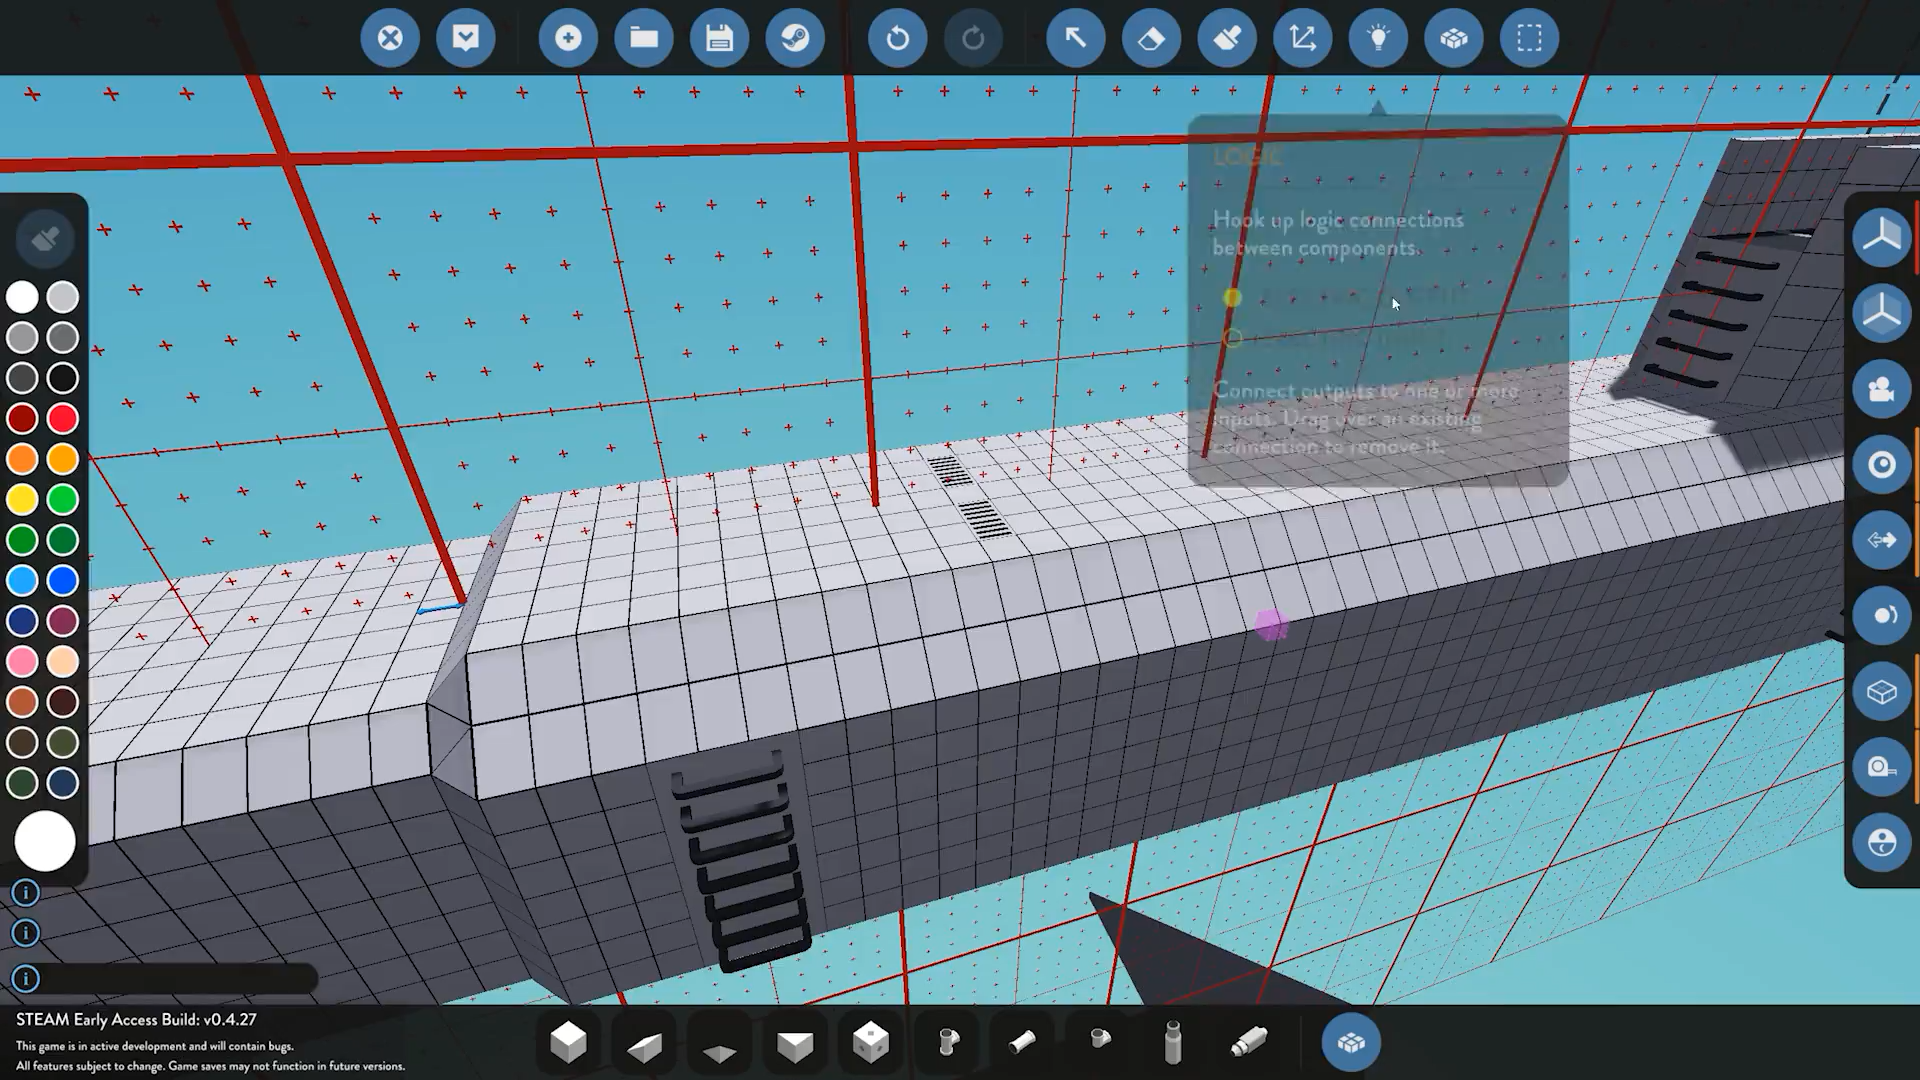 LOGIC
Hook up logic connections
between components.
Connect outputs to one or more
inputs. Drag over an existing
connection to remove it.
STEAM Early Access Build: v0.4.27
This game is in active development and will contain bugs.
All features subject to change. Game saves may not function in future versions.